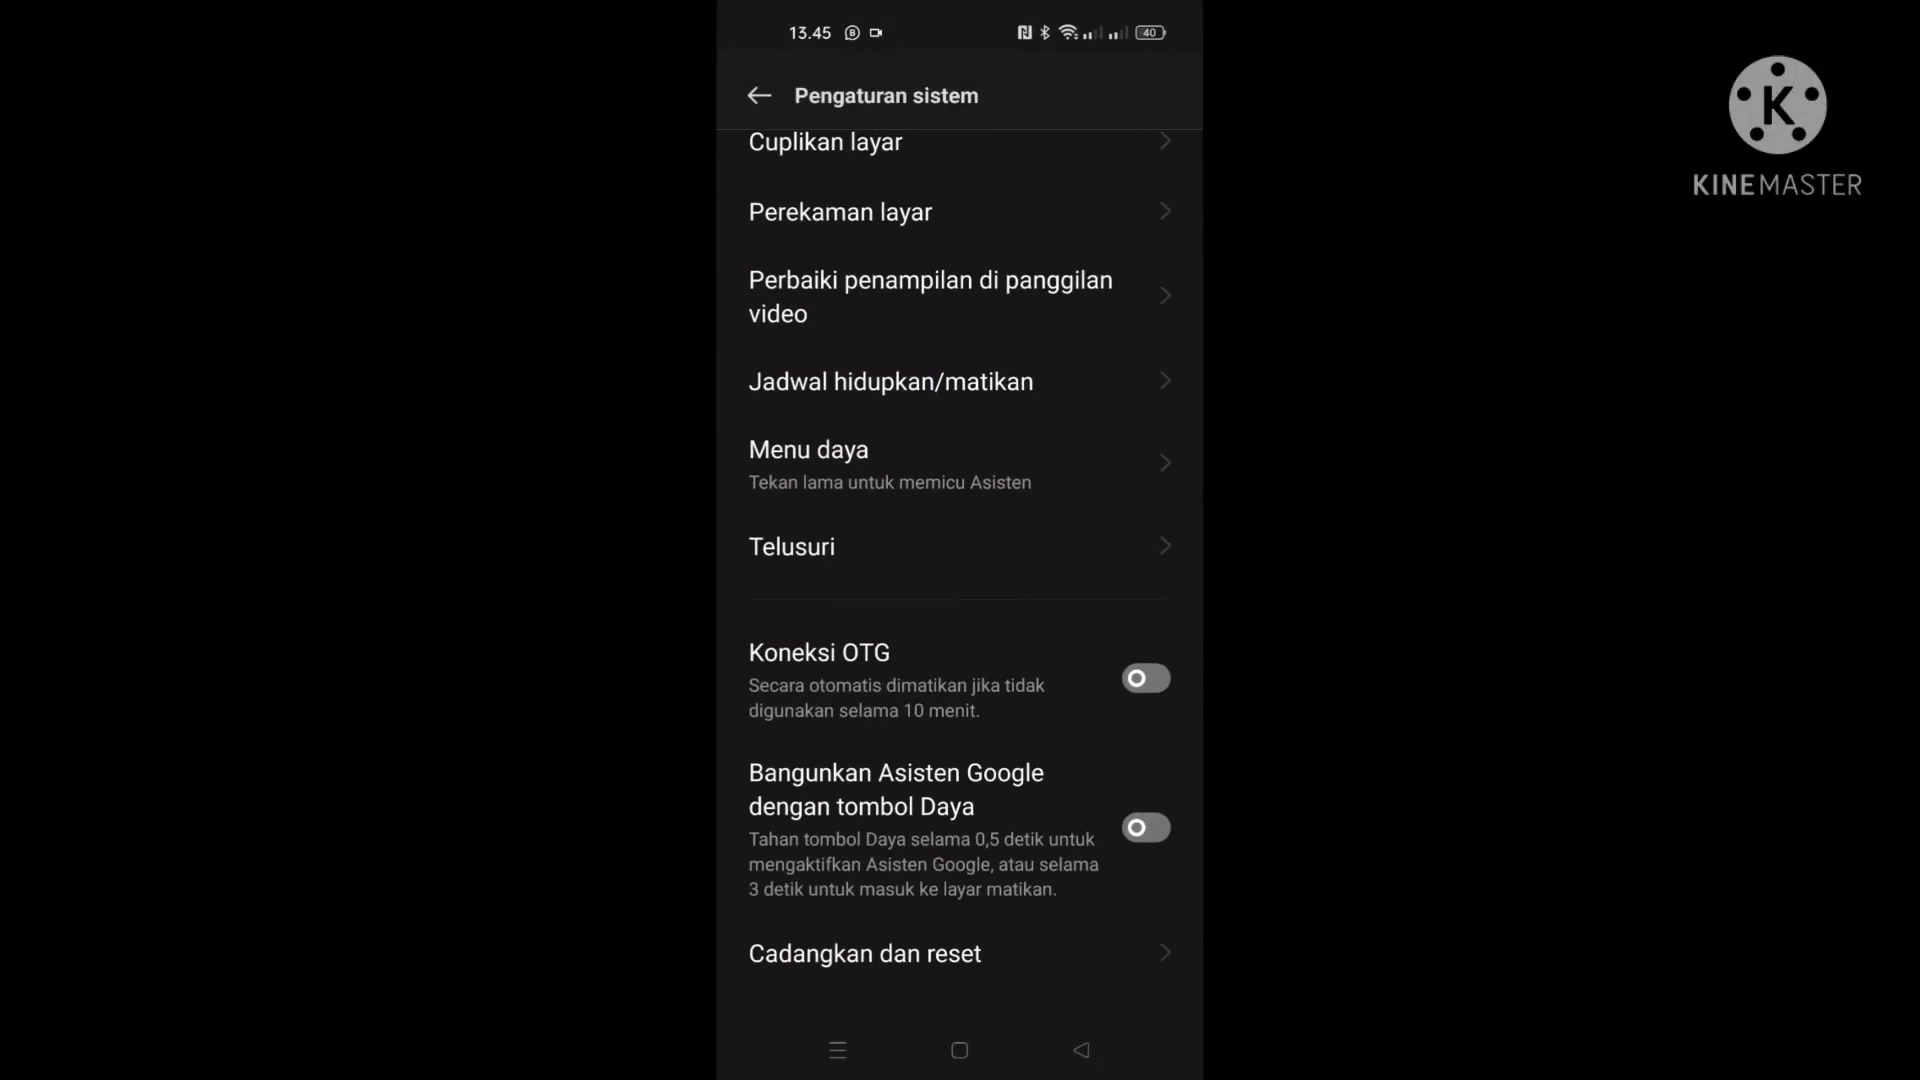 13.45
40
Pengaturan sistem
K
KINEMASTER
Cuplikan layar
Perekaman layar
Perbaiki penampilan di panggilan
video
Jadwal hidupkan/matikan
Menu daya
Tekan lama untuk memicu Asisten
Telusuri
Koneksi OTG
Secara otomatis dimatikan jika tidak
digunakan selama 10 menit.
Bangunkan Asisten Google
dengan tombol Daya
Tahan tombol Daya selama 0,5 detik untuk
mengaktifkan Asisten Google, atau selama
3 detik untuk masuk ke layar matikan.
Cadangkan dan reset